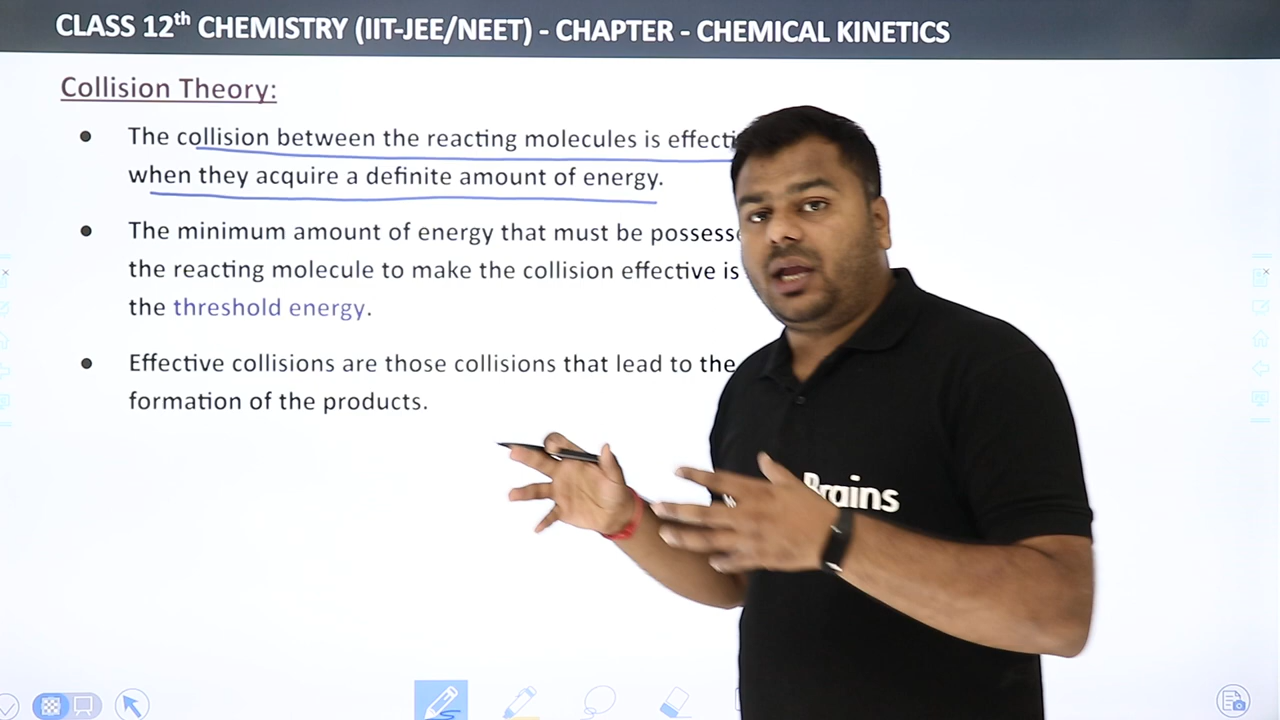 CLASS 12th CHEMISTRY (IIT-JEE/NEET) - CHAPTER - CHEMICAL KINETICS
Collision Theory:
● The collision between the reacting molecules is effecti
when they acquire a definite amount of energy.
● The minimum amount of energy that must be possesse
the reacting molecule to make the collision effective is
the threshold energy.
● Effective collisions are those collisions that lead to the
formation of the products.
Brains